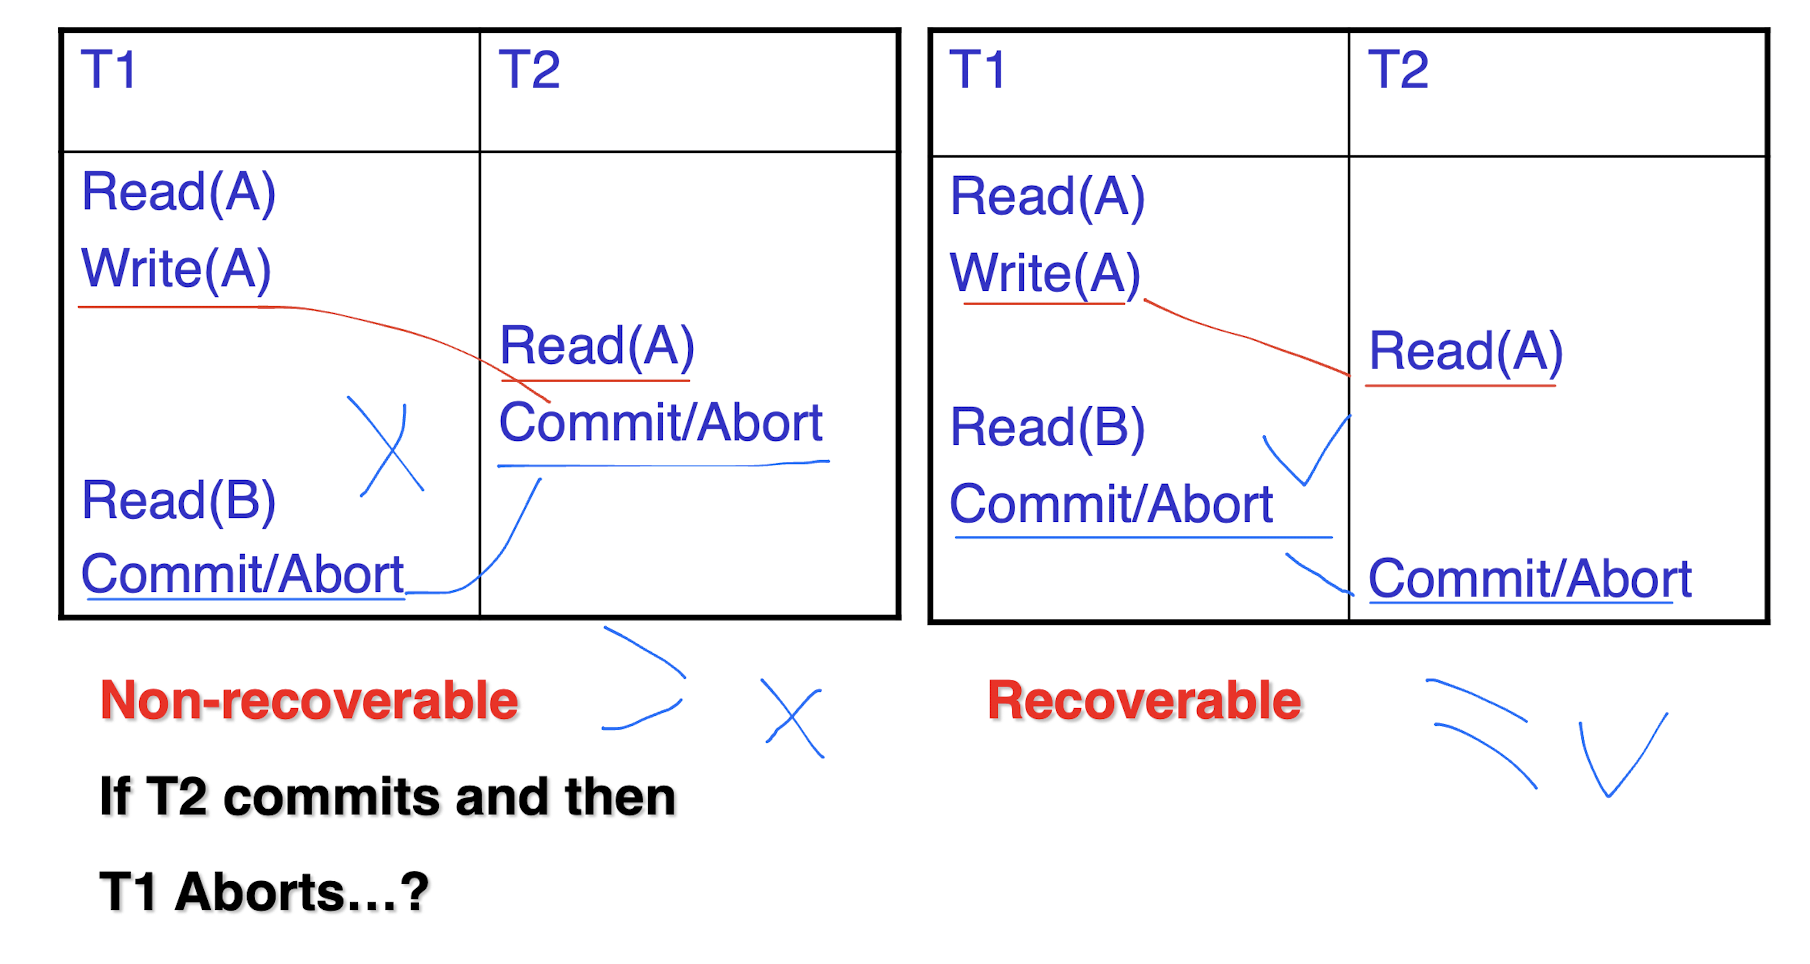 T1 T2
Read(A)
Write(A)
Read(A)
Commit/Abort
Read(B)
Commit/Abort
Non-recoverable
If T2 commits and then
T1 Aborts...?
T1 T2
Read(A)
Write(A)
Read(A)
Read(B)
Commit/Abort
Commit/Abort
Recoverable